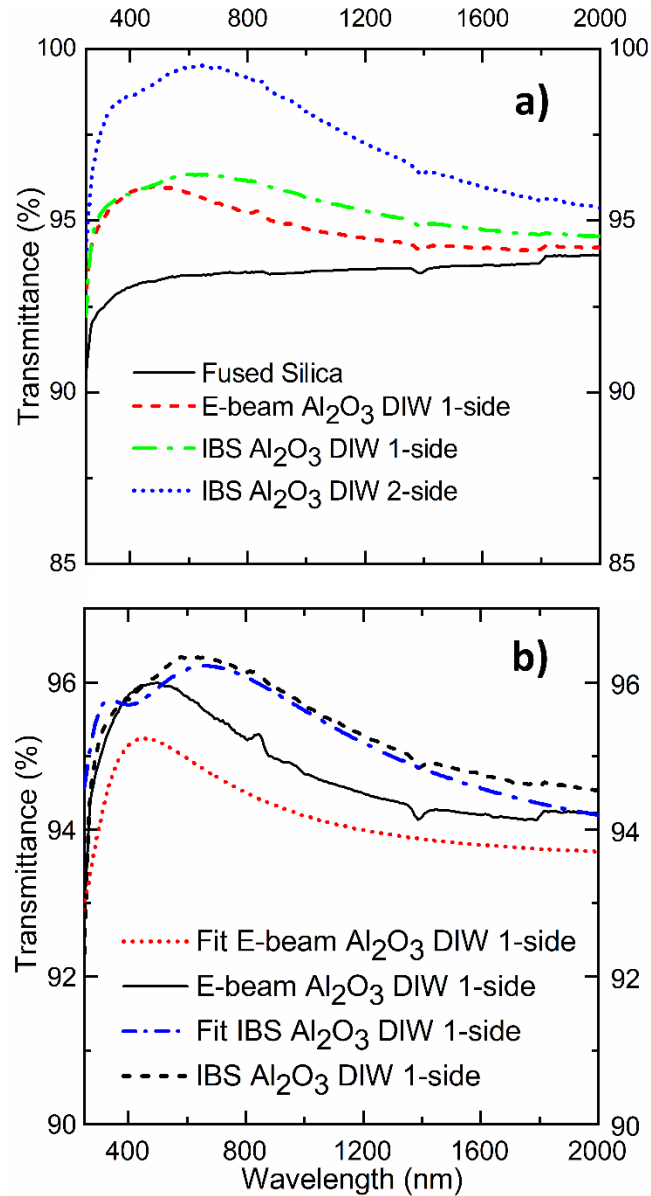 400 800 1200 1600 2000
100 100
a)
95 95
90 90
85 85
Transmittance (%)
Fused Silica
E-beam Al2O3 DIW 1-side
IBS Al2O3 DIW 1-side
IBS Al2O3 DIW 2-side
b)
96 96
94 94
92 92
90 90
Transmittance (%)
Fit E-beam Al2O3 DIW 1-side
E-beam Al2O3 DIW 1-side
Fit IBS Al2O3 DIW 1-side
IBS Al2O3 DIW 1-side
400 800 1200 1600 2000
Wavelength (nm)